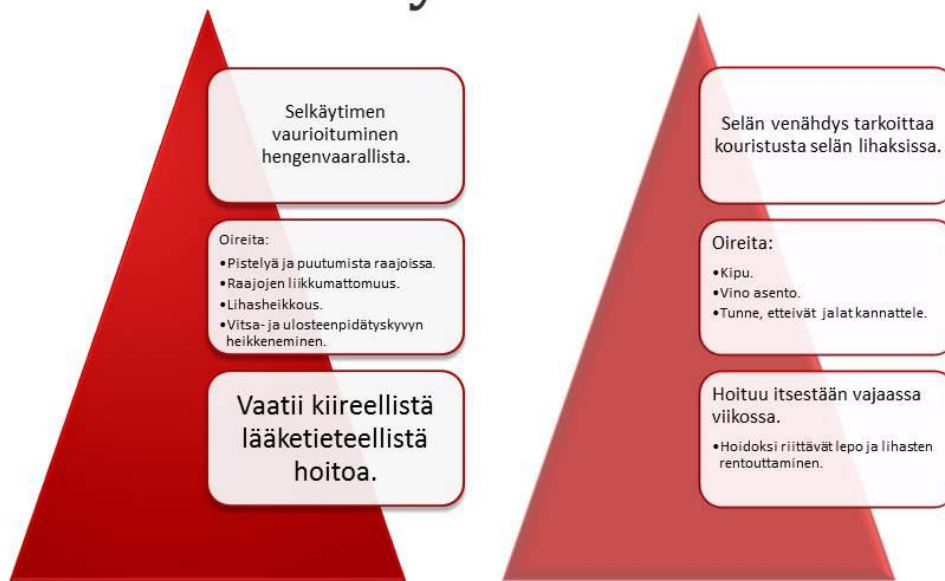 Selkäytimen
vaurioituminen
hengenvaarallista.
Oireita:
•Pistelyä ja puutumista raajoissa.
•Raajojen liikkumattomuus.
•Lihasheikkous.
•Vitsa- ja ulosteenpidätyskyvyn
heikkeneminen.
Vaatii kiireellistä
lääketieteellistä
hoitoa.
Selän venähdys tarkoittaa
kouristusta selän lihaksissa.
Oireita:
•Kipu.
•Vino asento.
•Tunne, etteivät jalat kannattele.
Hoituu itsestään vajaassa
viikossa.
•Hoidoksi riittävät lepo ja lihasten
rentouttaminen.